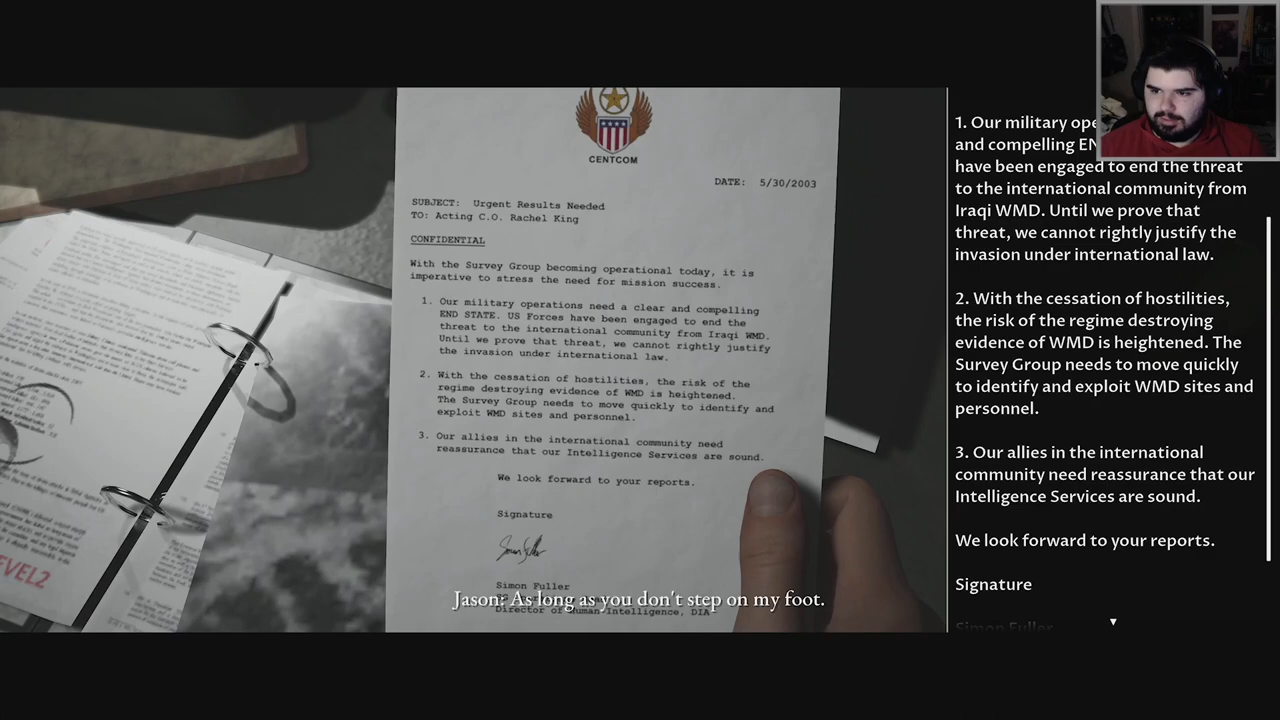 CENTCOM
DATE: 5/30/2003
SUBJECT: Urgent Results Needed
TO: Acting C.O. Rachel King
CONFIDENTIAL
With the Survey Group becoming operational today, it is
imperative to stress the need for mission success.
1. Our military operations need a clear and compelling
END STATE. US Forces have been engaged to end the
threat to the international community from Iraqi WMD.
Until we prove that threat, we cannot rightly justify
the invasion under international law.
2. With the cessation of hostilities, the risk of the
regime destroying evidence of WMD is heightened.
The Survey Group needs to move quickly to identify and
exploit WMD sites and personnel.
3. Our allies in the international community need
reassurance that our Intelligence Services are sound.
We look forward to your reports.
Signature
Simon Fuller
Director of Human Intelligence, DIA
Jason: As long as you don't step on my foot.
LEVEL2
1. Our military ope
and compelling EN
have been engaged to end the threat
to the international community from
Iraqi WMD. Until we prove that
threat, we cannot rightly justify the
invasion under international law.
2. With the cessation of hostilities,
the risk of the regime destroying
evidence of WMD is heightened. The
Survey Group needs to move quickly
to identify and exploit WMD sites and
personnel.
3. Our allies in the international
community need reassurance that our
Intelligence Services are sound.
We look forward to your reports.
Signature
Simon Fuller